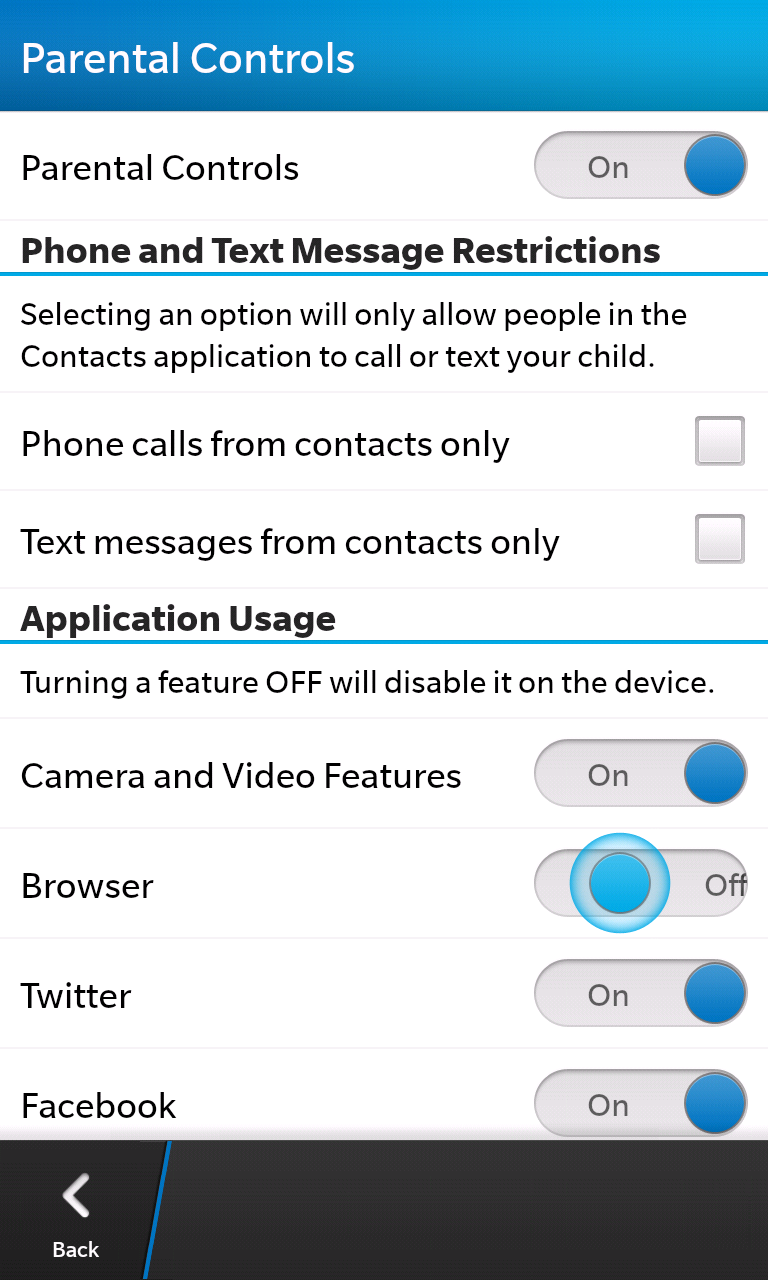 Parental Controls
Parental Controls
On
Phone and Text Message Restrictions
Selecting an option will only allow people in the
Contacts application to call or text your child.
Phone calls from contacts only
Text messages from contacts only
Application Usage
Turning a feature OFF will disable it on the device.
Camera and Video Features
On
Browser
Off
Twitter
On
Facebook
On
Back